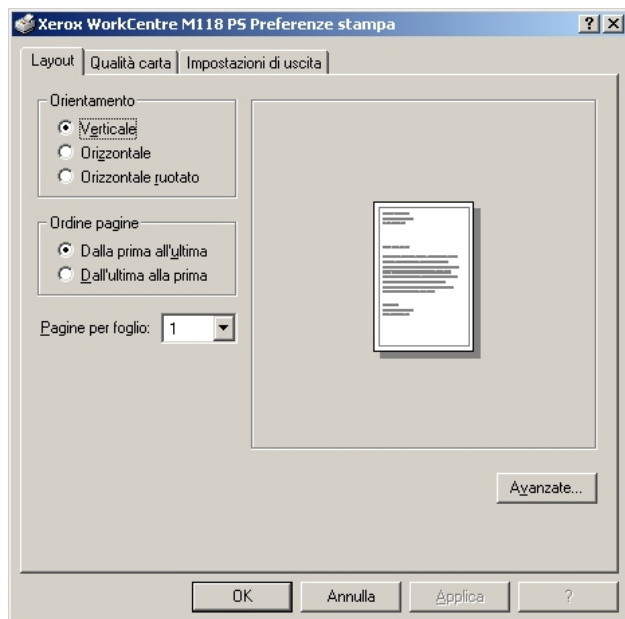 Xerox WorkCentre M118 PS Preferenze stampa
Layout Qualità carta Impostazioni di uscita
Orientamento
Verticale
Orizzontale
Orizzontale ruotato
Ordine pagine
Dalla prima all'ultima
Dall'ultima alla prima
Pagine per foglio: 1
Avanzate...
OK Annulla Applica ?